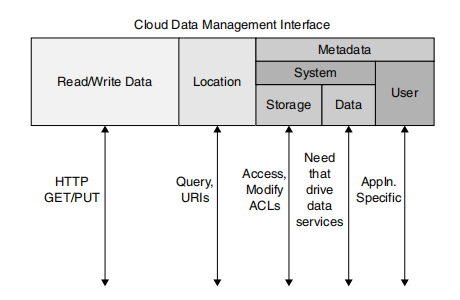 Cloud Data Management Interface
Metadata
Read/Write Data
Location
System
User
Storage
Data
HTTP
GET/PUT
Query,
URIs
Access,
Modify
ACLs
Need
that
drive
data
services
Appln.
Specific